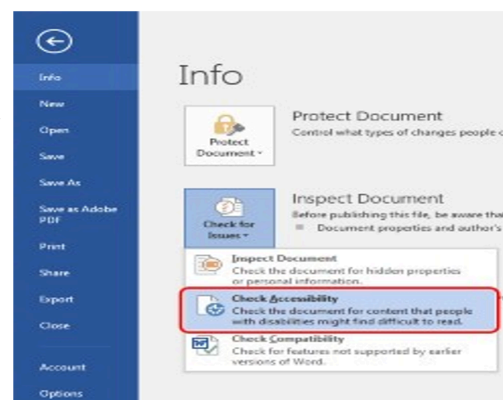 Info
New
Open
Save
Save As
Save as Adobe
PDF
Print
Share
Export
Close
Account
Options
Info
Protect
Document
Protect Document
Control what types of changes people c
Check for
Issues
Inspect Document
Before publishing this file, be aware tha
Document properties and author's
Inspect Document
Check the document for hidden properties
or personal information.
Check Accessibility
Check the document for content that people
with disabilities might find difficult to read.
Check Compatibility
Check for features not supported by earlier
versions of Word.